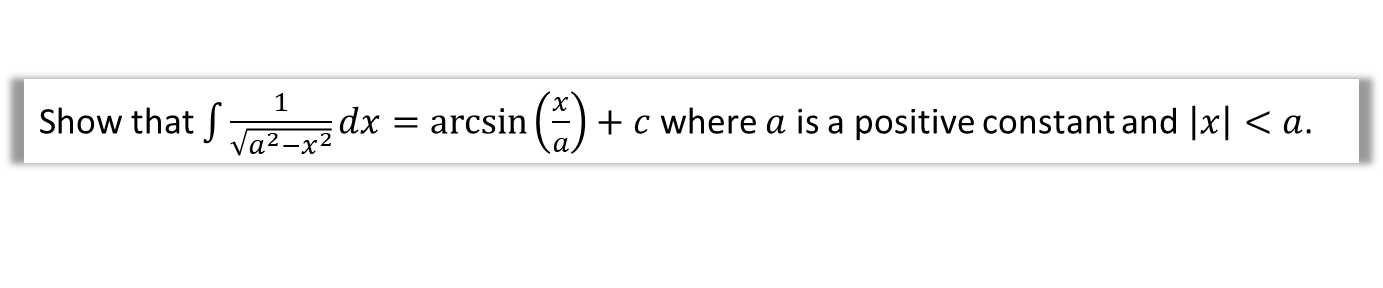 Show that ∫ 1/√(a²−x²) dx = arcsin(x/a) + c where a is a positive constant and |x| < a.